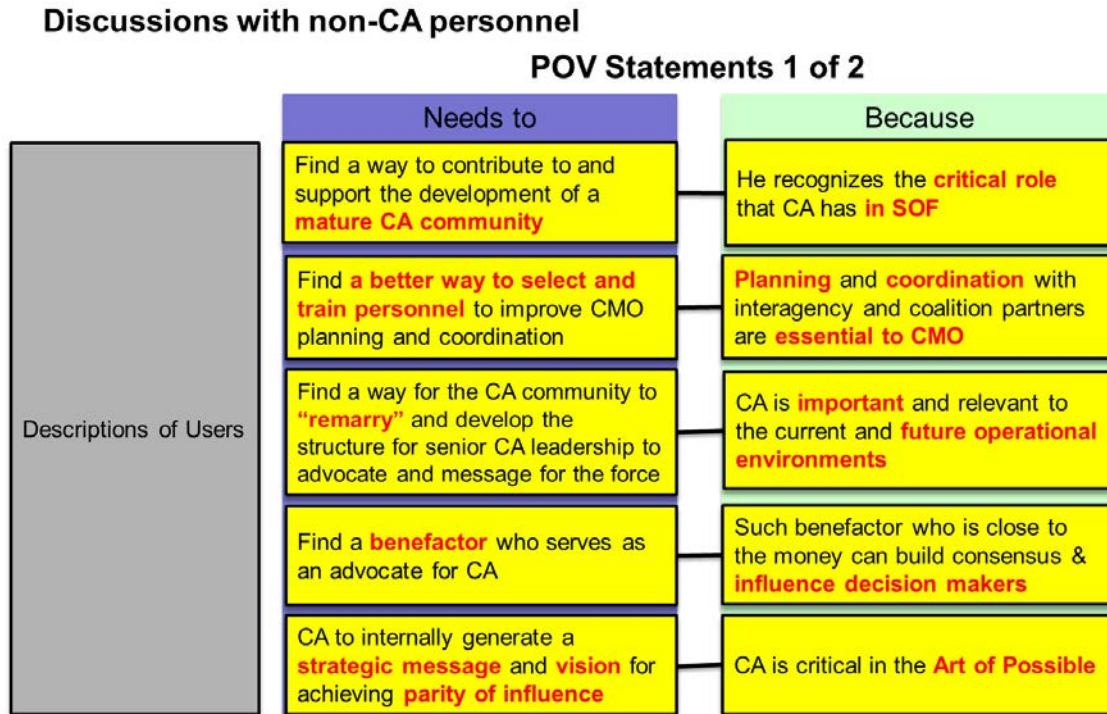 Discussions with non-CA personnel
POV Statements 1 of 2
Needs to
Because
Descriptions of Users
Find a way to contribute to and
support the development of a
mature CA community
He recognizes the critical role
that CA has in SOF
Find a better way to select and
train personnel to improve CMO
planning and coordination
Planning and coordination with
interagency and coalition partners
are essential to CMO
Find a way for the CA community to
“remarry” and develop the
structure for senior CA leadership to
advocate and message for the force
CA is important and relevant to
the current and future operational
environments
Find a benefactor who serves as
an advocate for CA
Such benefactor who is close to
the money can build consensus &
influence decision makers
CA to internally generate a
strategic message and vision for
achieving parity of influence
CA is critical in the Art of Possible